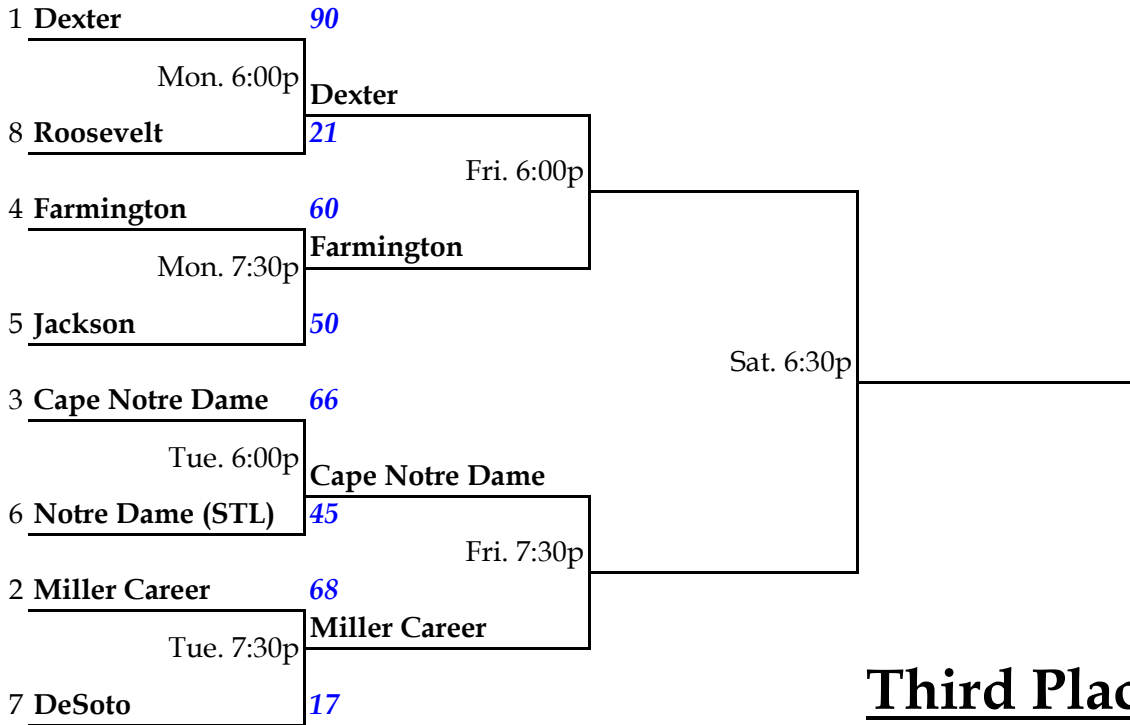 1 Dexter 90
Mon. 6:00p
Dexter
8 Roosevelt 21
Fri. 6:00p
4 Farmington 60
Farmington
Mon. 7:30p
5 Jackson 50
Sat. 6:30p
3 Cape Notre Dame 66
Tue. 6:00p
Cape Notre Dame
6 Notre Dame (STL) 45
Fri. 7:30p
2 Miller Career 68
Miller Career
Tue. 7:30p
7 DeSoto 17
Third Plac